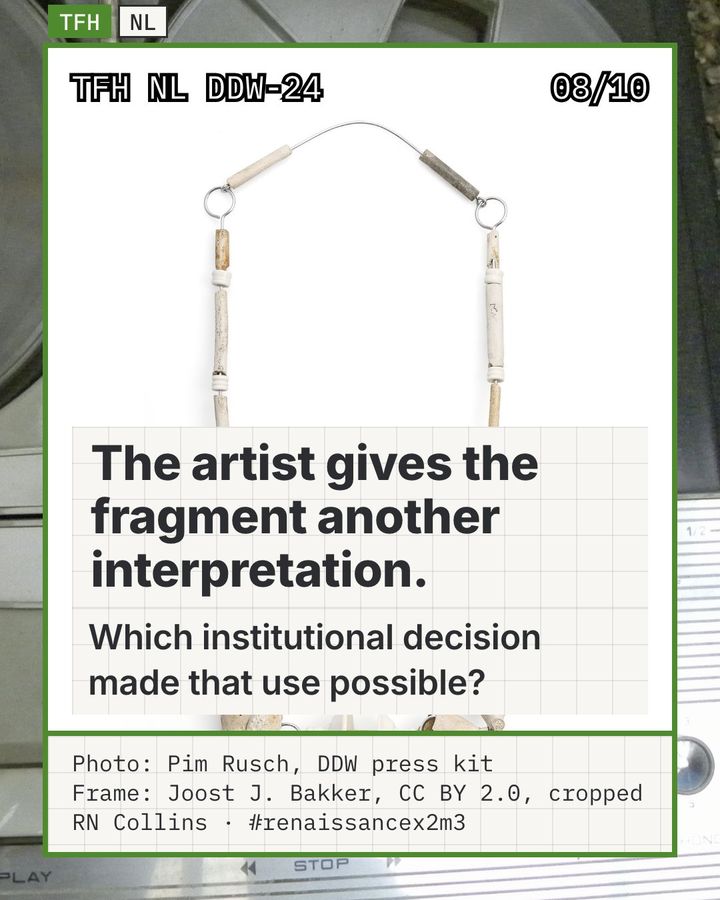 TFH NL
TFH NL DDW-24 08/10
The artist gives the
fragment another
interpretation.
Which institutional decision
made that use possible?
1/2
Photo: Pim Rusch, DDW press kit
Frame: Joost J. Bakker, CC BY 2.0, cropped
RN Collins · #renaissancex2m3
PLAY STOP